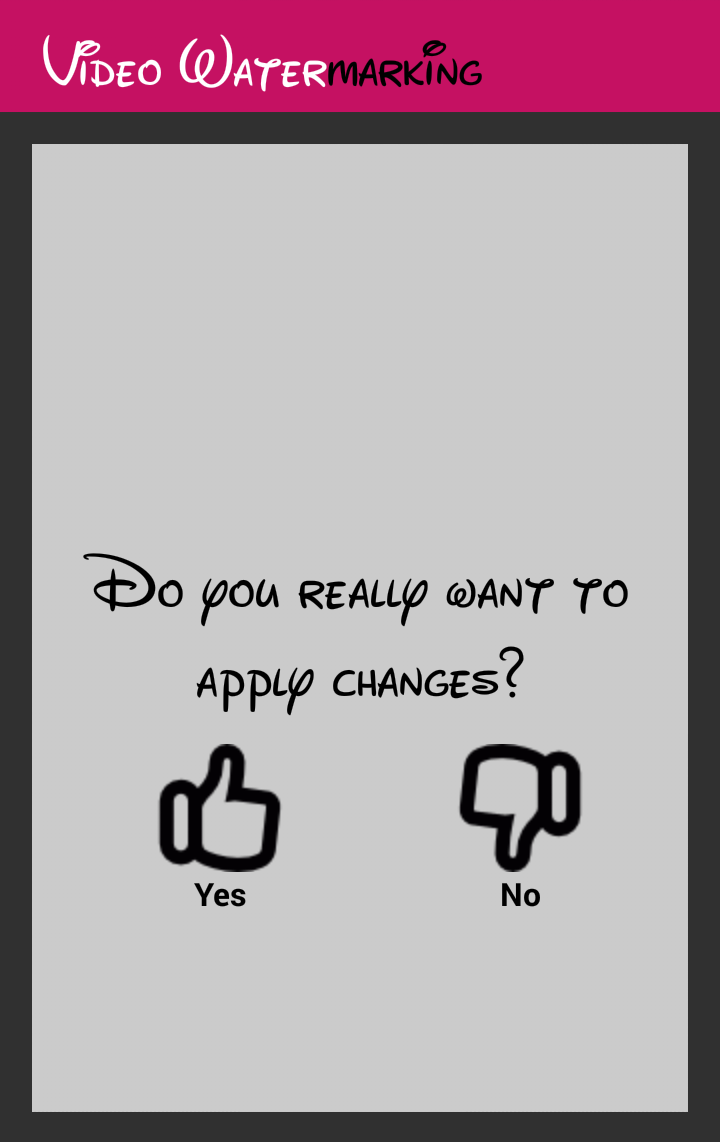 Video Watermarking
Do you really want to
apply changes?
Yes
No